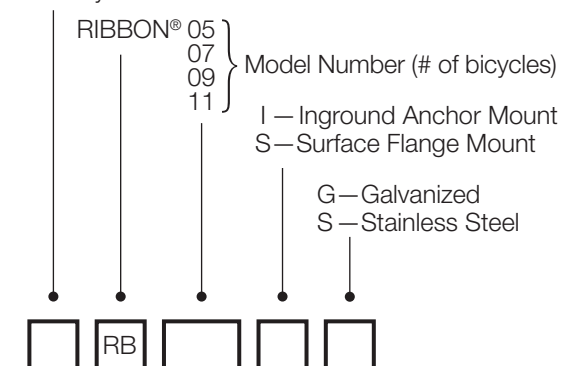 RIBBON® 05
07
09
11
Model Number (# of bicycles)
I — Inground Anchor Mount
S — Surface Flange Mount
G — Galvanized
S — Stainless Steel
RB